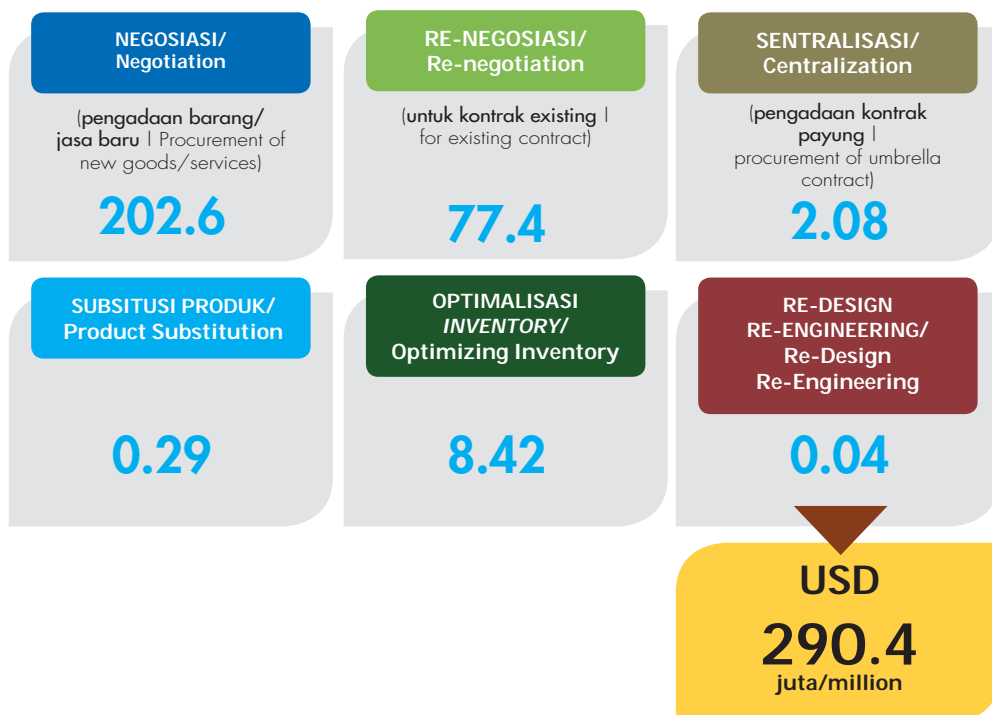 NEGOSIASI/
Negotiation
(pengadaan barang/
jasa baru | Procurement of
new goods/services)
202.6
RE-NEGOSIASI/
Re-negotiation
(untuk kontrak existing |
for existing contract)
77.4
SENTRALISASI/
Centralization
(pengadaan kontrak
payung |
procurement of umbrella
contract)
2.08
SUBSITUSI PRODUK/
Product Substitution
0.29
OPTIMALISASI
INVENTORY/
Optimizing Inventory
8.42
RE-DESIGN
RE-ENGINEERING/
Re-Design
Re-Engineering
0.04
USD
290.4
juta/million